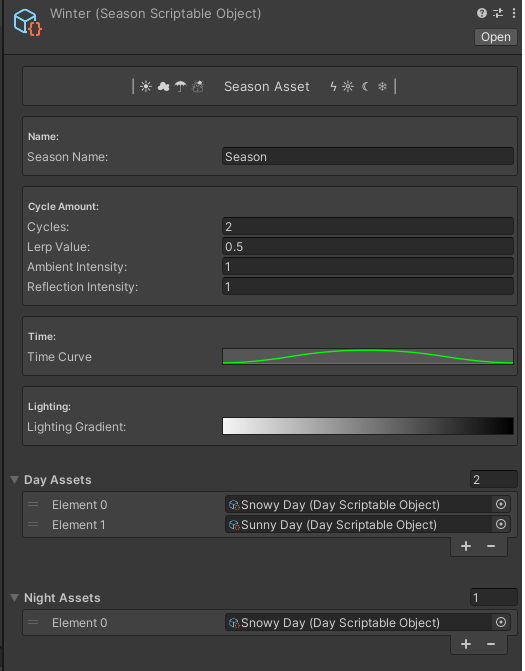 Winter (Season Scriptable Object)
Open
| ☀ ☁ ☂ ☃ Season Asset ϟ ☼ ☾ ❄ |
Name:
Season Name: Season
Cycle Amount:
Cycles: 2
Lerp Value: 0.5
Ambient Intensity: 1
Reflection Intensity: 1
Time:
Time Curve
Lighting:
Lighting Gradient:
Day Assets 2
Element 0 Snowy Day (Day Scriptable Object)
Element 1 Sunny Day (Day Scriptable Object)
+ −
Night Assets 1
Element 0 Snowy Day (Day Scriptable Object)
+ −